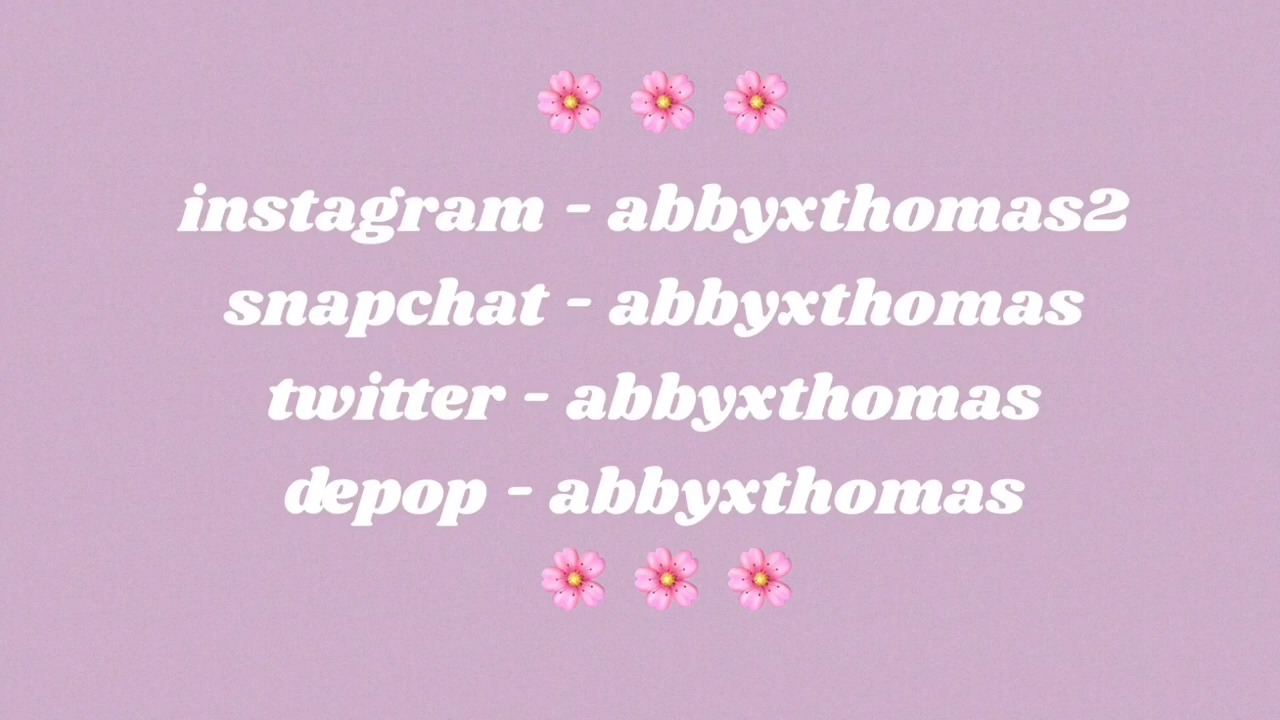 🌸 🌸 🌸
instagram - abbyxthomas2
snapchat - abbyxthomas
twitter - abbyxthomas
depop - abbyxthomas
🌸 🌸 🌸